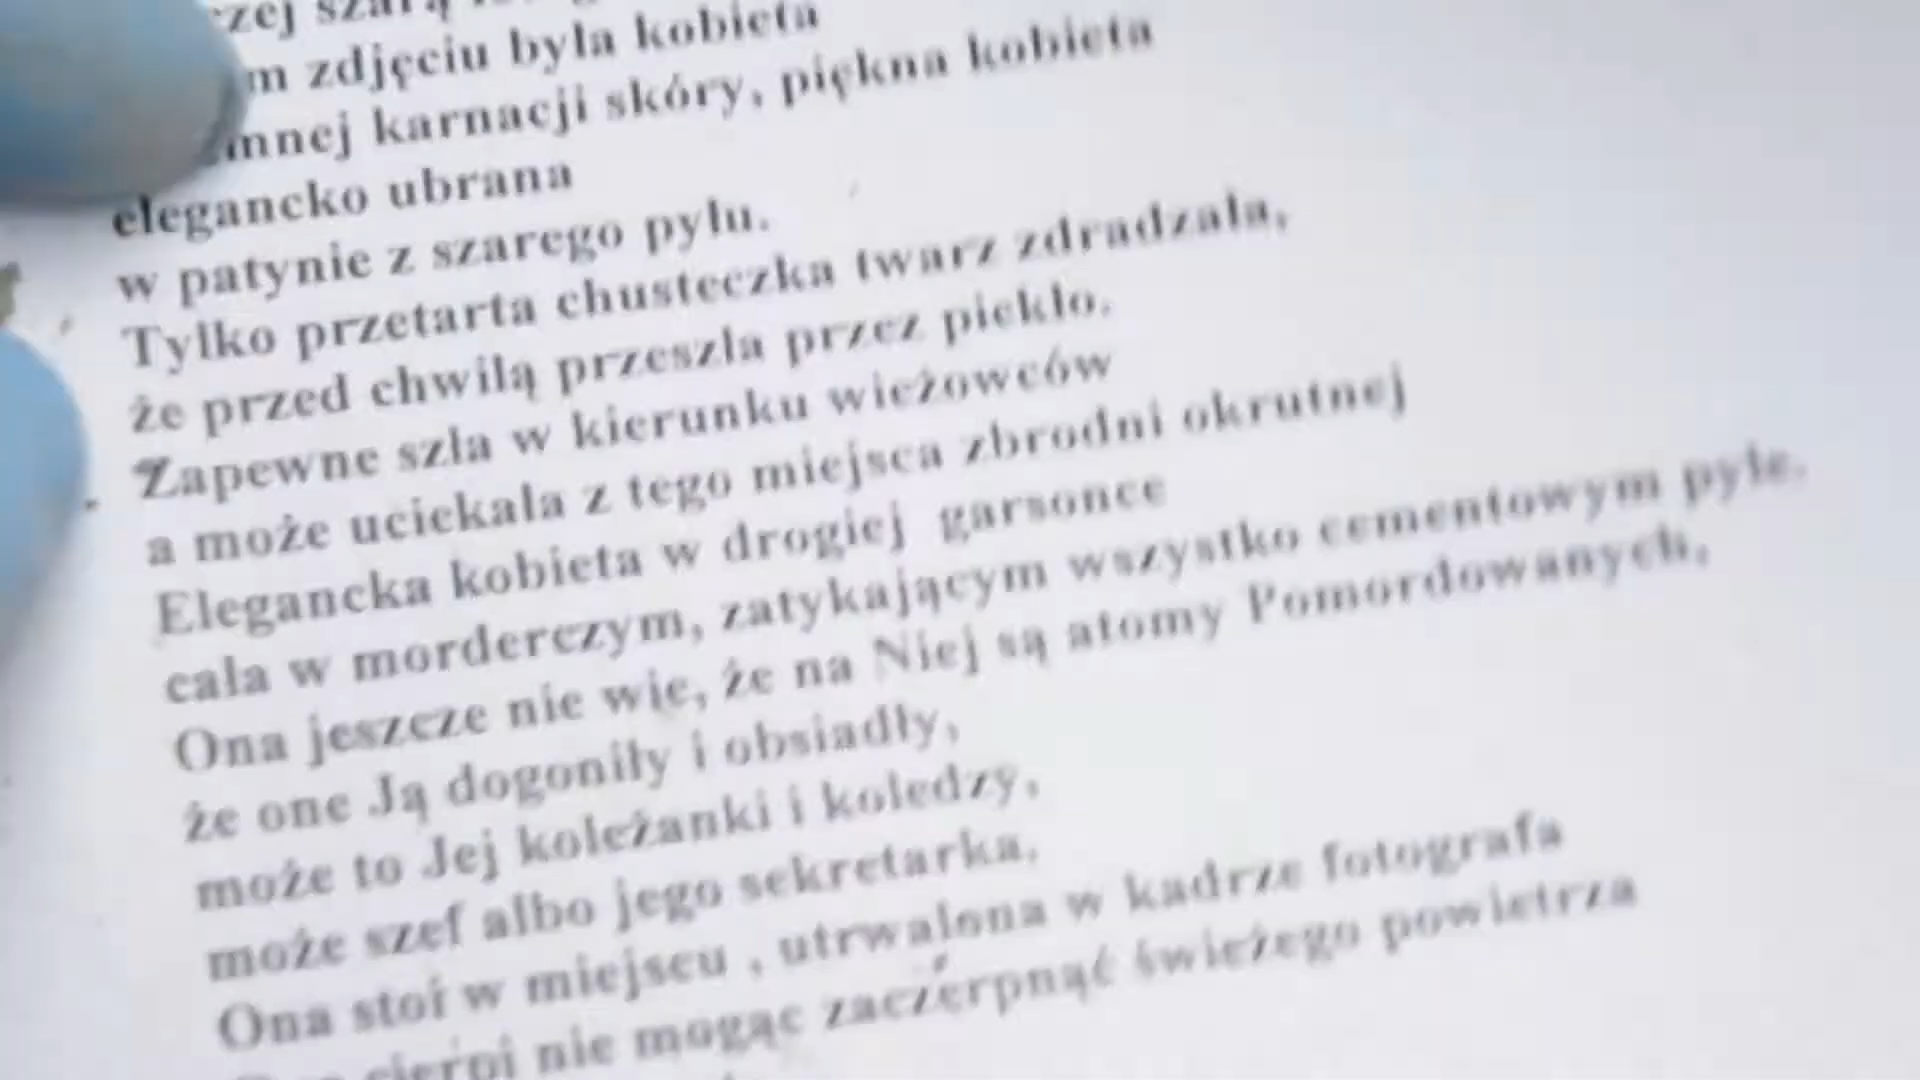 m zdjęciu była kobieta
mnej karnacji skóry, piękna kobieta
elegancko ubrana
w patynie z szarego pyłu.
Tylko przetarta chusteczka twarz zdradzała,
że przed chwilą przeszła przez piekło.
Zapewne szła w kierunku wieżowców
a może uciekała z tego miejsca zbrodni okrutnej
Elegancka kobieta w drogiej garsonce
cała w morderczym, zatykającym wszystko cementowym pyle.
Ona jeszcze nie wie, że na Niej są atomy Pomordowanych,
że one Ją dogoniły i obsiadły,
może to Jej koleżanki i koledzy,
może szef albo jego sekretarka.
Ona stoi w miejscu , utrwalona w kadrze fotografa
cierpi nie mogąc zaczerpnąć świeżego powietrza